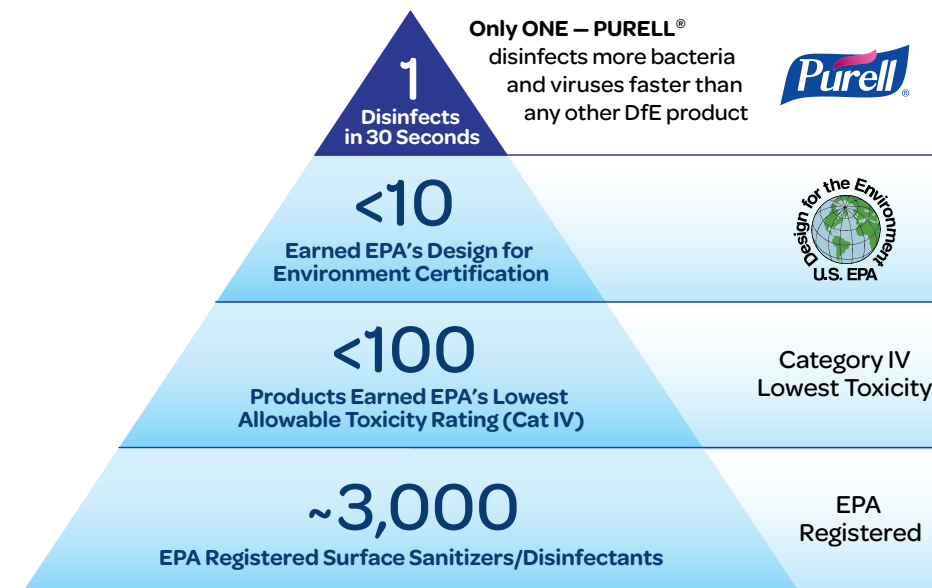 Only ONE — PURELL®
disinfects more bacteria
and viruses faster than
any other DfE product
Purell®
1
Disinfects
in 30 Seconds
<10
Earned EPA's Design for
Environment Certification
Design for the Environment
U.S. EPA
<100
Products Earned EPA's Lowest
Allowable Toxicity Rating (Cat IV)
Category IV
Lowest Toxicity
~3,000
EPA Registered Surface Sanitizers/Disinfectants
EPA
Registered